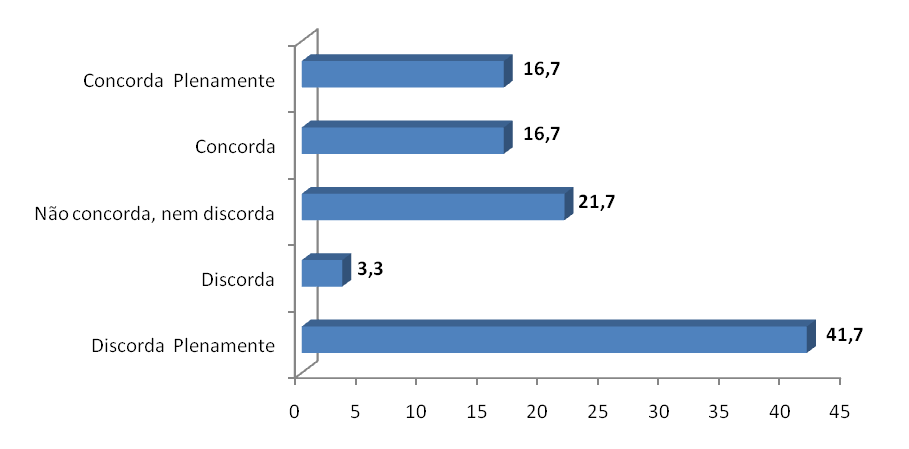 Concorda Plenamente
16,7
Concorda
16,7
Não concorda, nem discorda
21,7
Discorda
3,3
Discorda Plenamente
41,7
0 5 10 15 20 25 30 35 40 45